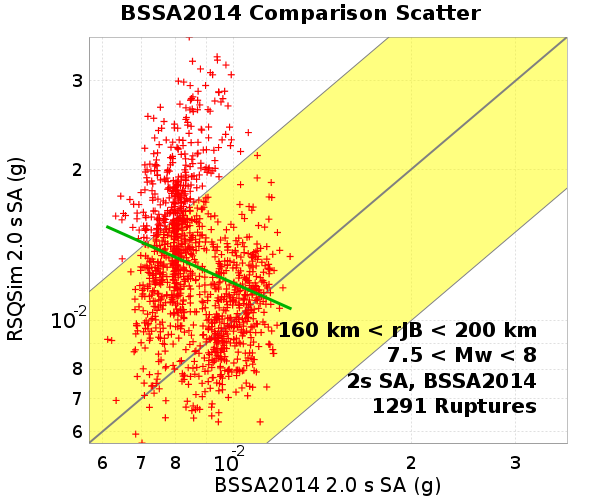 BSSA2014 Comparison Scatter
RSQSim 2.0 s SA (g)
3
2
10-2
8
7
6
160 km < rJB < 200 km
7.5 < Mw < 8
2s SA, BSSA2014
1291 Ruptures
6 7 8 10-2 2 3
BSSA2014 2.0 s SA (g)